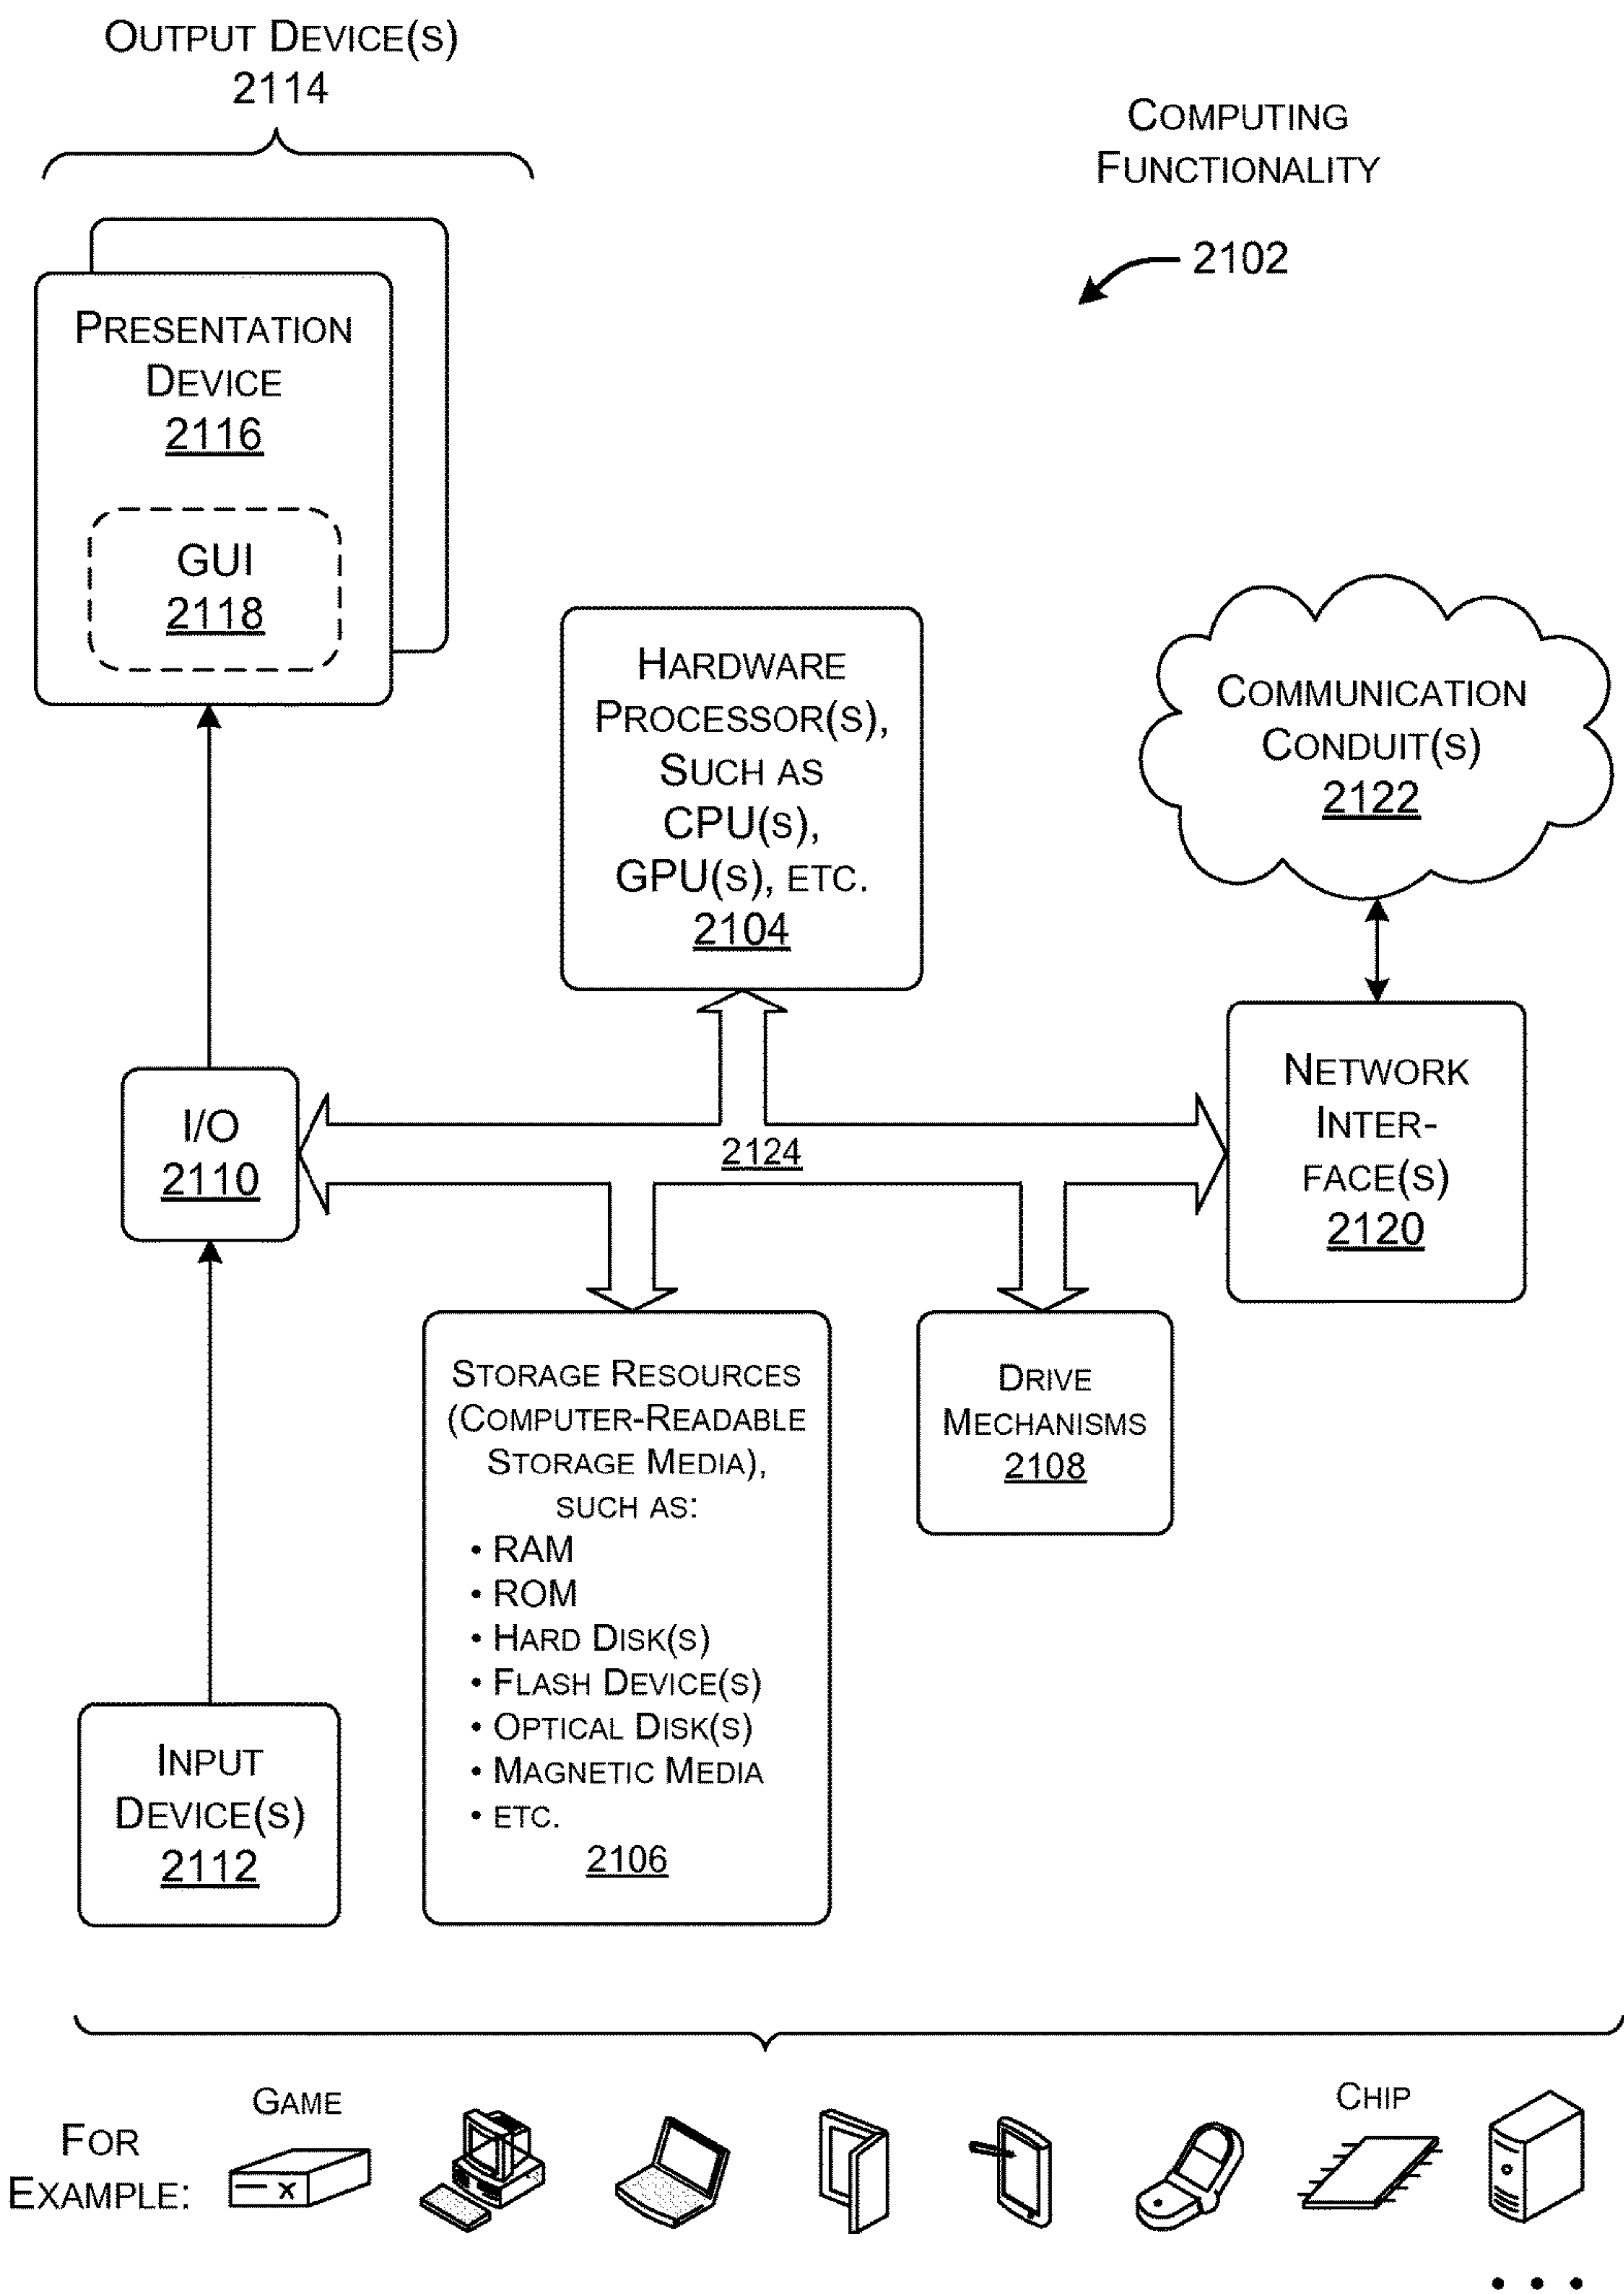 OUTPUT DEVICE(S)
2114
COMPUTING
FUNCTIONALITY
2102
PRESENTATION
DEVICE
2116
GUI
2118
HARDWARE
PROCESSOR(S),
SUCH AS
CPU(S),
GPU(S), ETC.
2104
COMMUNICATION
CONDUIT(S)
2122
I/O
2110
2124
NETWORK
INTER-
FACE(S)
2120
STORAGE RESOURCES
(COMPUTER-READABLE
STORAGE MEDIA),
SUCH AS:
• RAM
• ROM
• HARD DISK(S)
• FLASH DEVICE(S)
• OPTICAL DISK(S)
• MAGNETIC MEDIA
• ETC.
2106
DRIVE
MECHANISMS
2108
INPUT
DEVICE(S)
2112
FOR
EXAMPLE:
GAME
X
CHIP
• • •